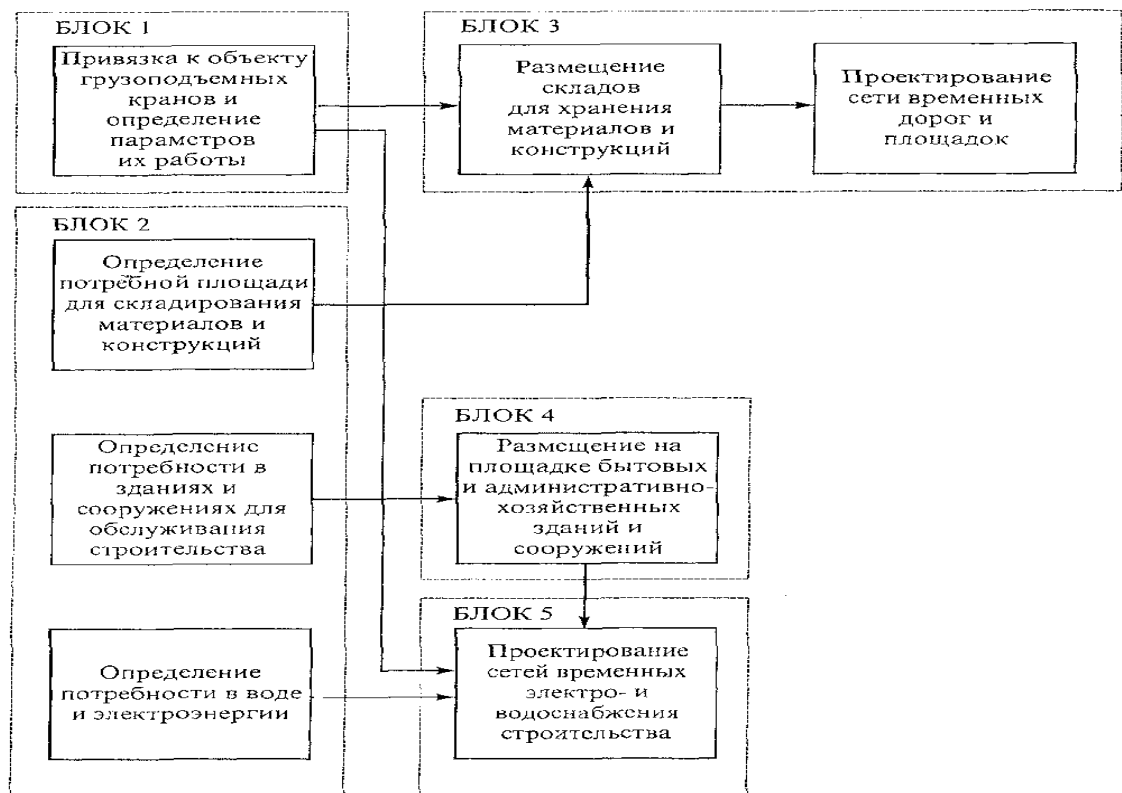 БЛОК 1
Привязка к объекту
грузоподъемных
кранов и
определение
параметров
их работы
БЛОК 3
Размещение
складов
для хранения
материалов и
конструкций
Проектирование
сети временных
дорог и
площадок
БЛОК 2
Определение
потребной площади
для складирования
материалов и
конструкций
Определение
потребности в
зданиях и
сооружениях для
обслуживания
строительства
БЛОК 4
Размещение на
площадке бытовых
и административно-
хозяйственных
зданий и
сооружений
Определение
потребности в воде
и электроэнергии
БЛОК 5
Проектирование
сетей временных
электро- и
водоснабжения
строительства